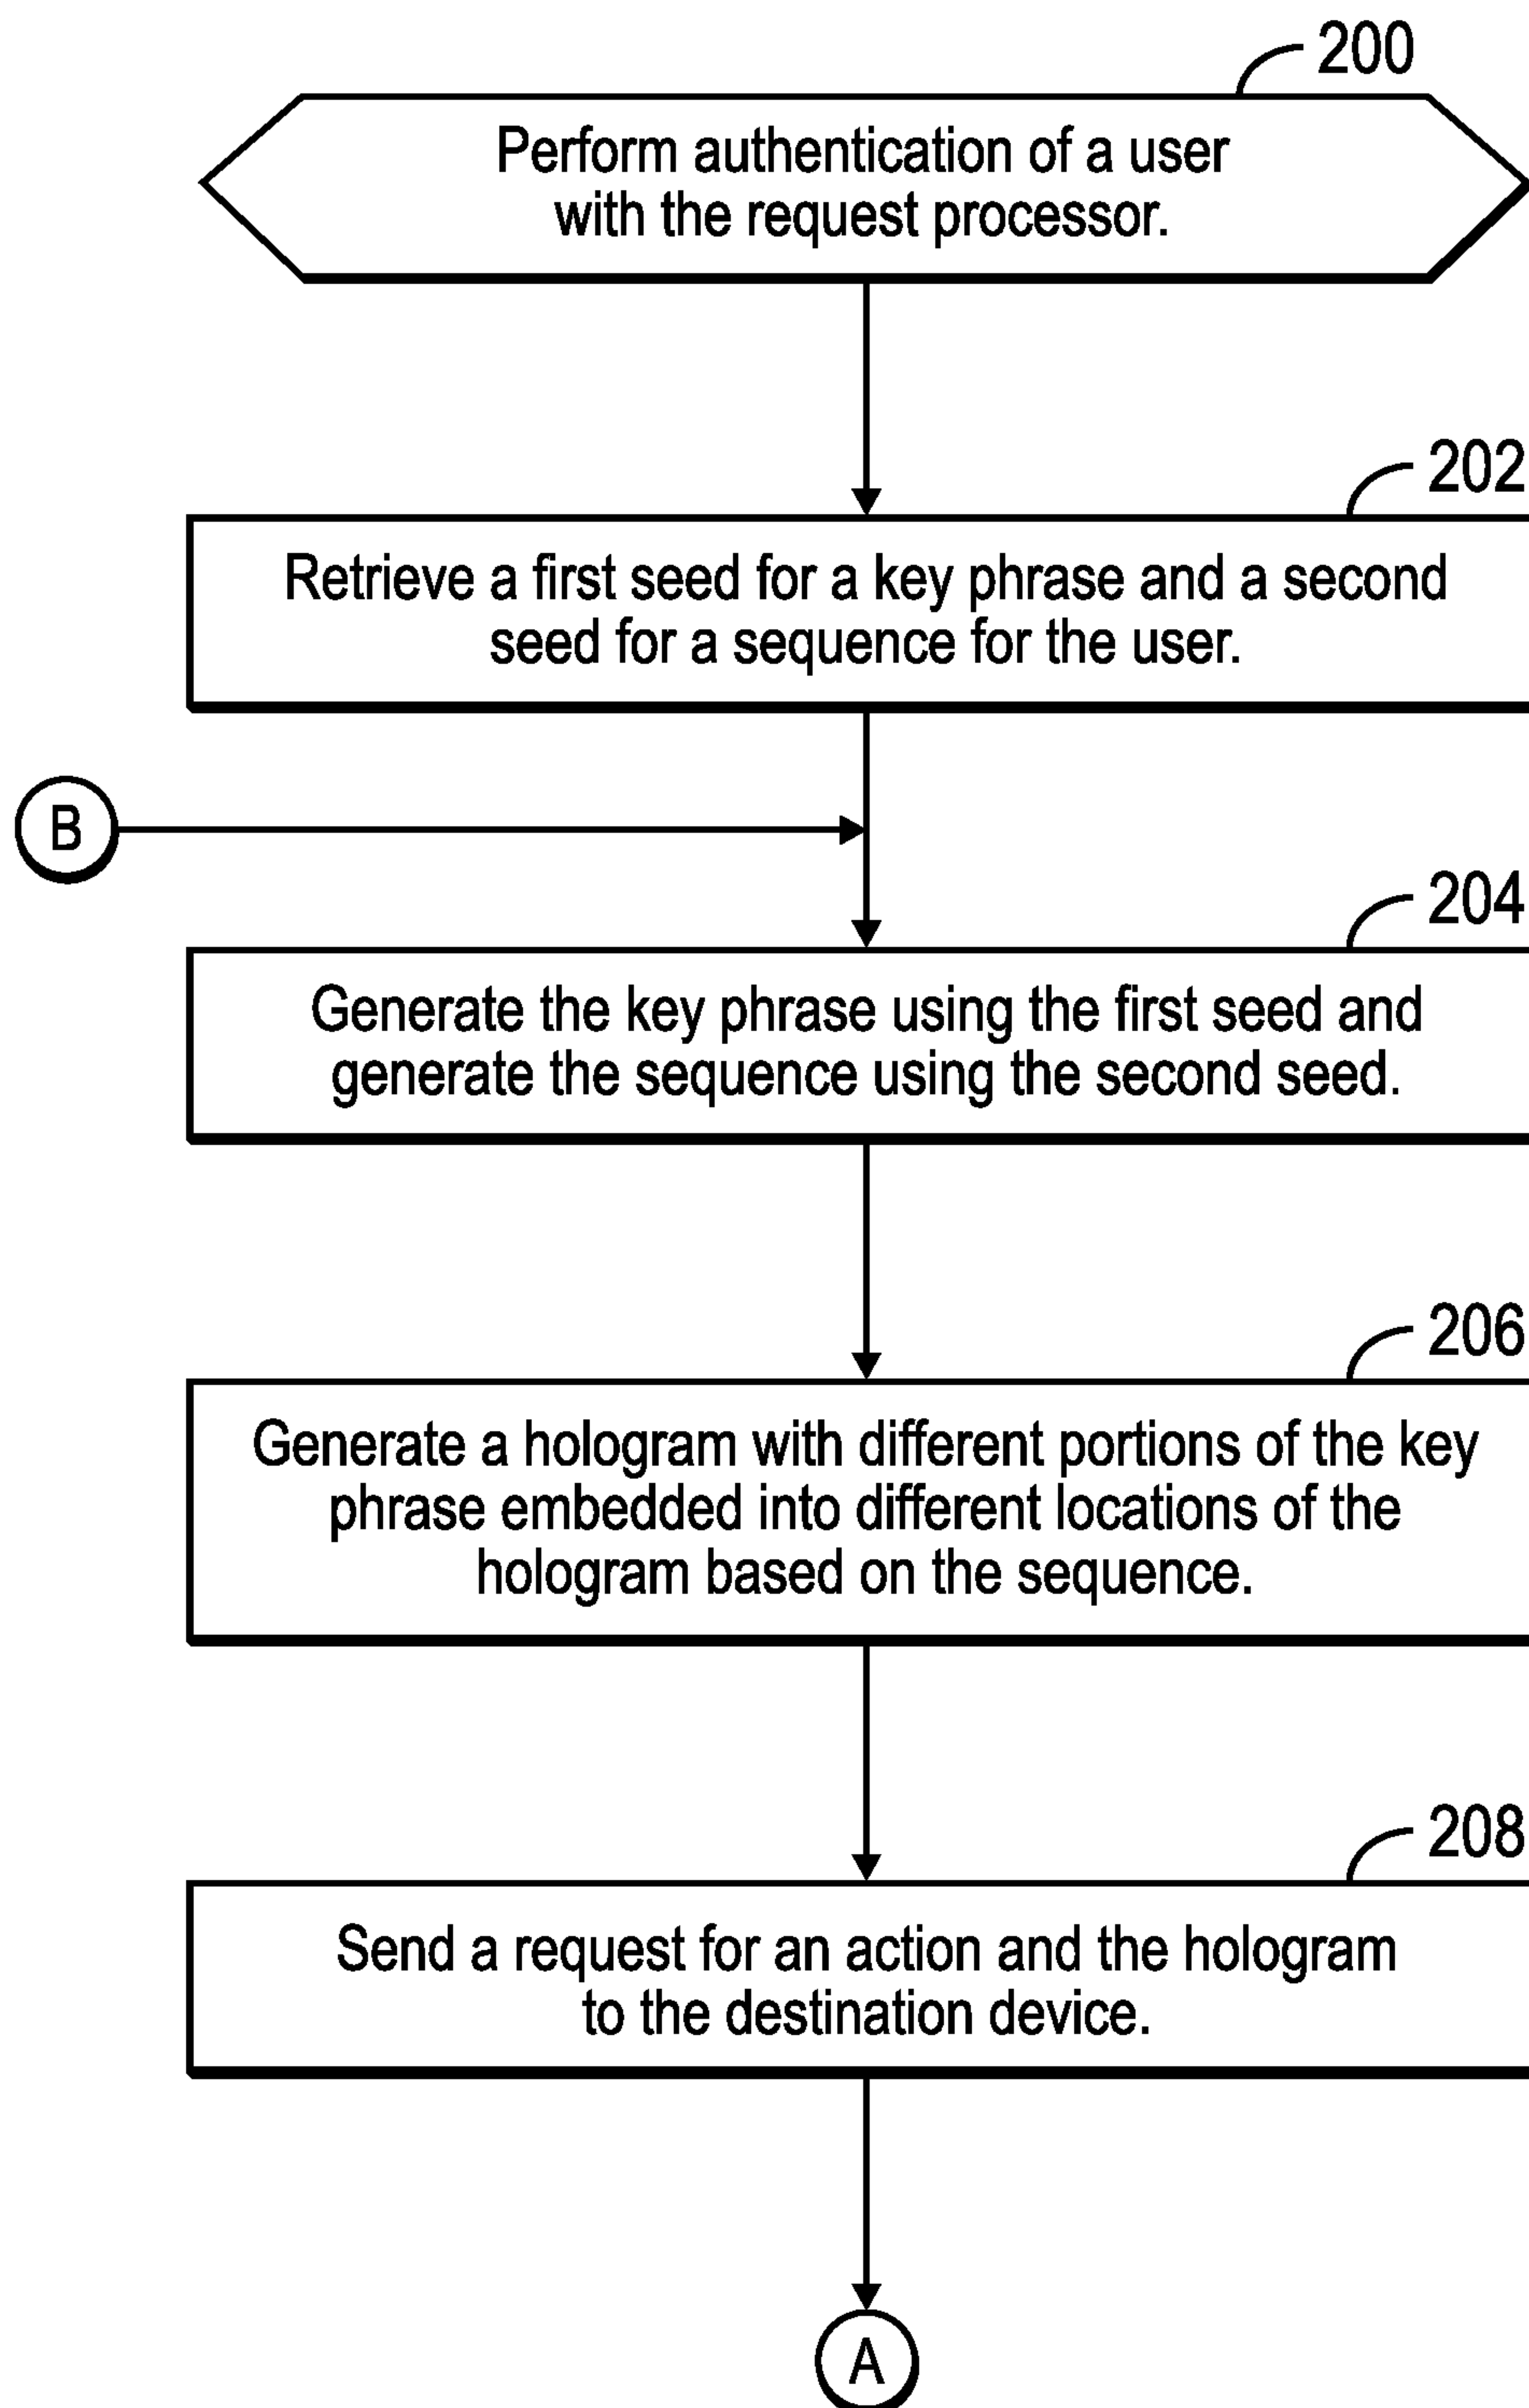 200
Perform authentication of a user
with the request processor.
202
Retrieve a first seed for a key phrase and a second
seed for a sequence for the user.
B
204
Generate the key phrase using the first seed and
generate the sequence using the second seed.
206
Generate a hologram with different portions of the key
phrase embedded into different locations of the
hologram based on the sequence.
208
Send a request for an action and the hologram
to the destination device.
A